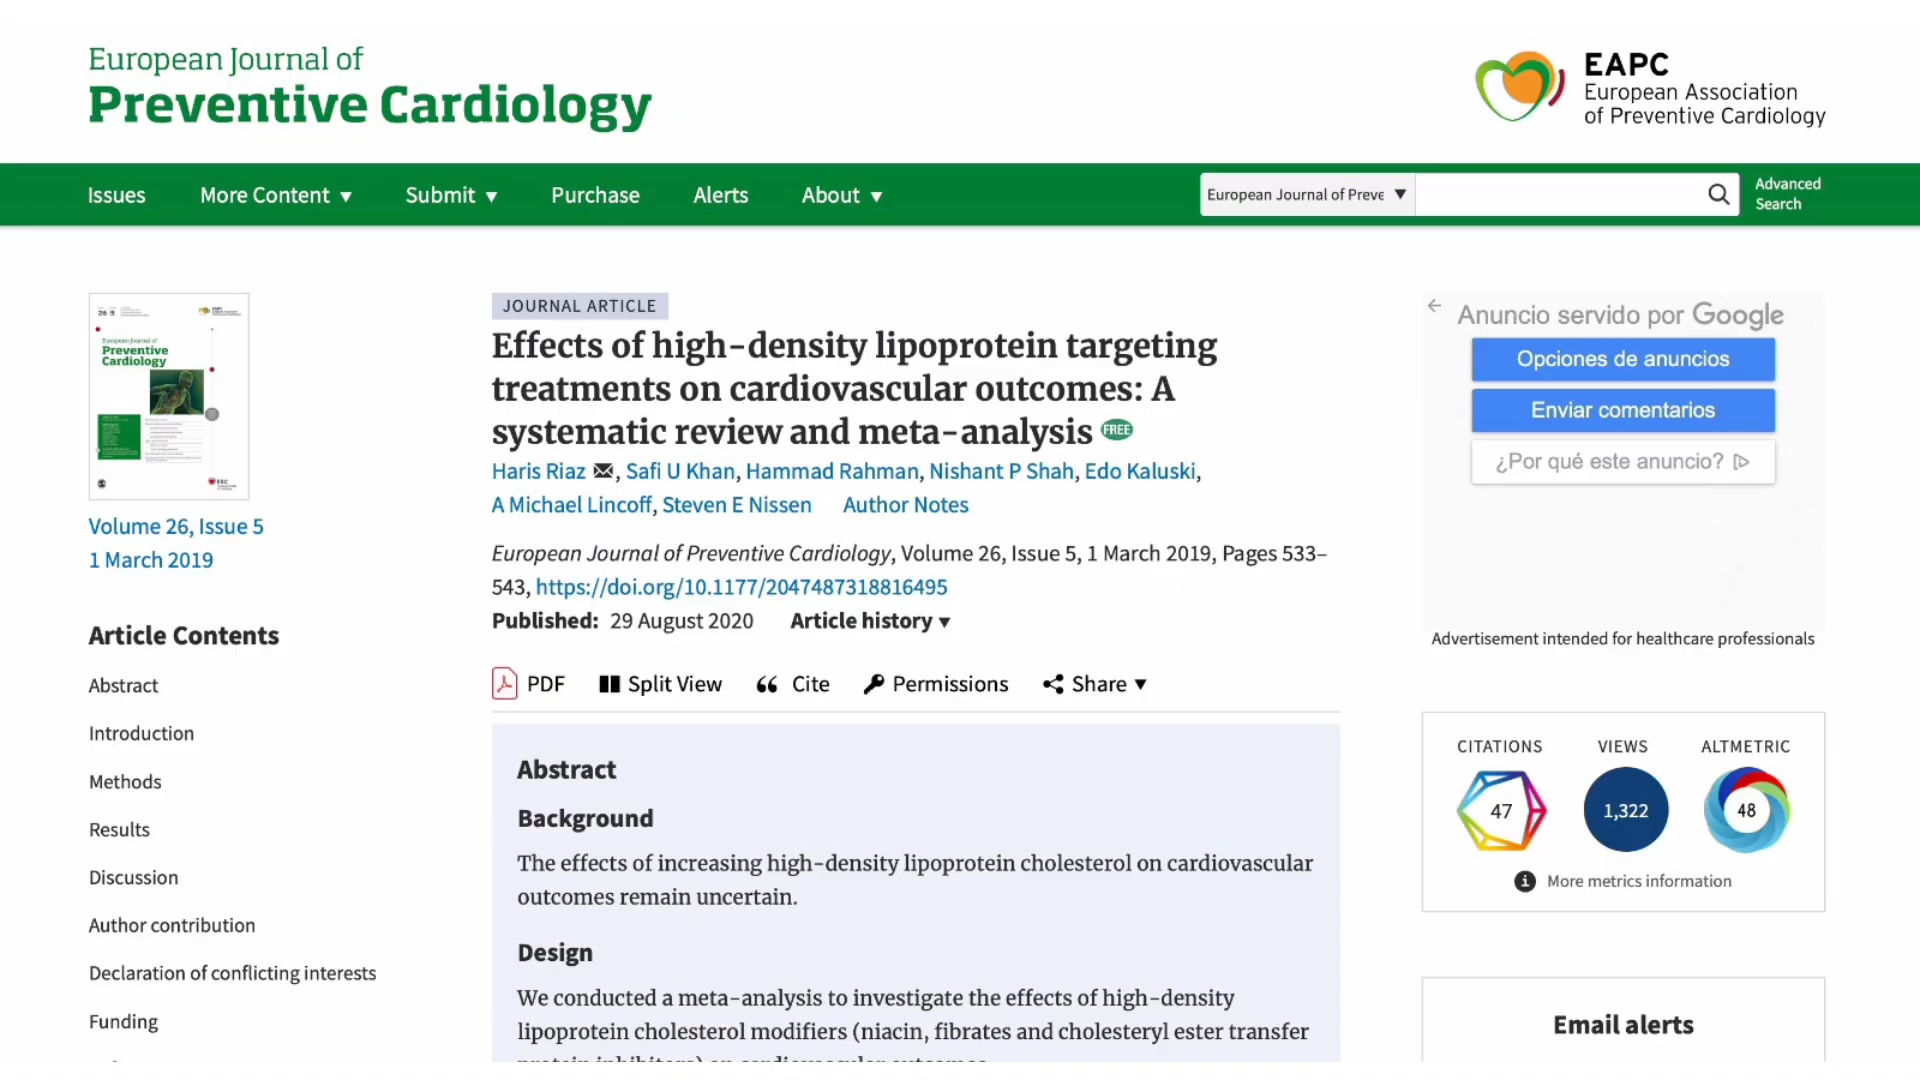 European Journal of
Preventive Cardiology
EAPC
European Association
of Preventive Cardiology
Issues
More Content ▼
Submit ▼
Purchase
Alerts
About ▼
European Journal of Preve ▼
Advanced
Search
26 5
European Journal of
Preventive
Cardiology
ESC
Volume 26, Issue 5
1 March 2019
Article Contents
Abstract
Introduction
Methods
Results
Discussion
Author contribution
Declaration of conflicting interests
Funding
JOURNAL ARTICLE
Effects of high-density lipoprotein targeting
treatments on cardiovascular outcomes: A
systematic review and meta-analysis FREE
Haris Riaz, Safi U Khan, Hammad Rahman, Nishant P Shah, Edo Kaluski,
A Michael Lincoff, Steven E Nissen Author Notes
European Journal of Preventive Cardiology, Volume 26, Issue 5, 1 March 2019, Pages 533–
543, https://doi.org/10.1177/2047487318816495
Published: 29 August 2020 Article history ▼
PDF Split View Cite Permissions Share ▼
Abstract
Background
The effects of increasing high-density lipoprotein cholesterol on cardiovascular
outcomes remain uncertain.
Design
We conducted a meta-analysis to investigate the effects of high-density
lipoprotein cholesterol modifiers (niacin, fibrates and cholesteryl ester transfer
Anuncio servido por Google
Opciones de anuncios
Enviar comentarios
¿Por qué este anuncio?
Advertisement intended for healthcare professionals
CITATIONS VIEWS ALTMETRIC
47 1,322 48
More metrics information
Email alerts